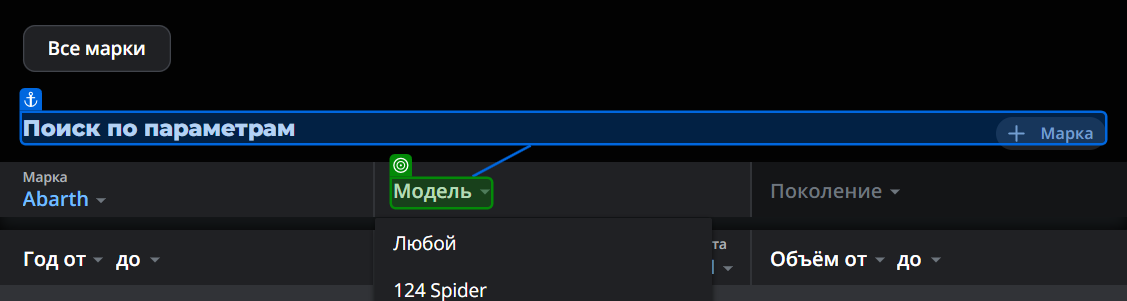 Все марки
Поиск по параметрам
Марка
Марка
Abarth
Модель
Поколение
Любой
Год от
до
та
Объём от
до
124 Spider